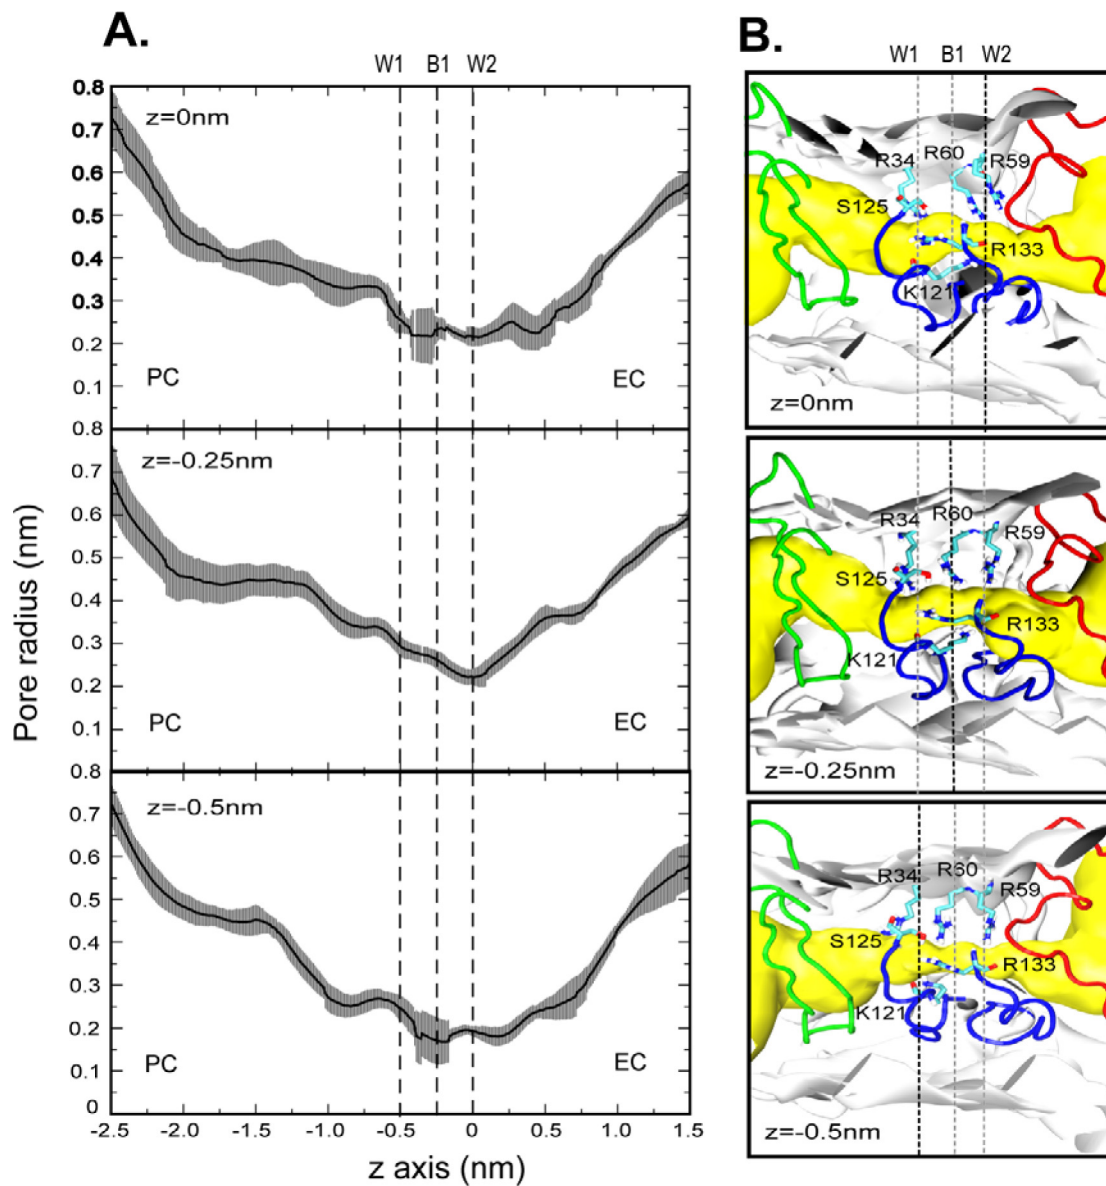 A.
W1 B1 W2
0.8
z=0nm
0.7
0.6
0.5
0.4
0.3
0.2
0.1
PC EC
0.8
z=-0.25nm
0.7
0.6
0.5
0.4
0.3
0.2
0.1
PC EC
0.8
z=-0.5nm
0.7
0.6
0.5
0.4
0.3
0.2
0.1
PC EC
0
-2.5 -2.0 -1.5 -1.0 -0.5 0 0.5 1.0 1.5
z axis (nm)
Pore radius (nm)
B.
W1 B1 W2
R34 R60 R59
S125
R133
K121
z=0nm
R34 R60 R59
S125
R133
K121
z=-0.25nm
R34 R60 R59
S125
R133
K121
z=-0.5nm